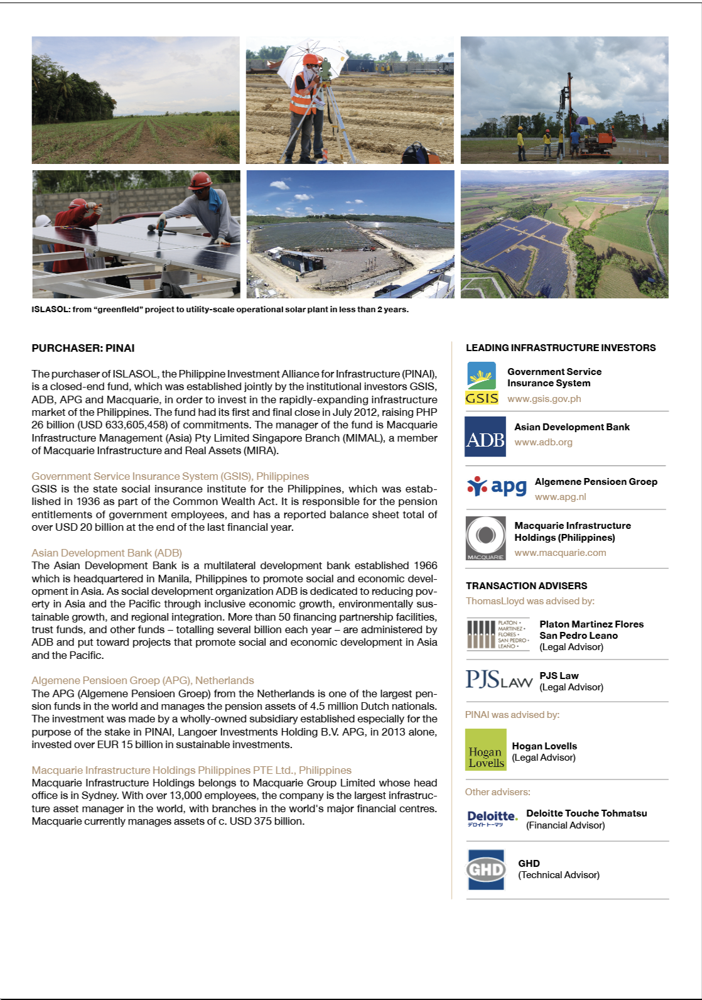 ISLASOL: from “greenfield” project to utility-scale operational solar plant in less than 2 years.
PURCHASER: PINAI
The purchaser of ISLASOL, the Philippine Investment Alliance for Infrastructure (PINAI),
is a closed-end fund, which was established jointly by the institutional investors GSIS,
ADB, APG and Macquarie, in order to invest in the rapidly-expanding infrastructure
market of the Philippines. The fund had its first and final close in July 2012, raising PHP
26 billion (USD 633,605,458) of commitments. The manager of the fund is Macquarie
Infrastructure Management (Asia) Pty Limited Singapore Branch (MIMAL), a member
of Macquarie Infrastructure and Real Assets (MIRA).
Government Service Insurance System (GSIS), Philippines
GSIS is the state social insurance institute for the Philippines, which was estab-
lished in 1936 as part of the Common Wealth Act. It is responsible for the pension
entitlements of government employees, and has a reported balance sheet total of
over USD 20 billion at the end of the last financial year.
Asian Development Bank (ADB)
The Asian Development Bank is a multilateral development bank established 1966
which is headquartered in Manila, Philippines to promote social and economic devel-
opment in Asia. As social development organization ADB is dedicated to reducing pov-
erty in Asia and the Pacific through inclusive economic growth, environmentally sus-
tainable growth, and regional integration. More than 50 financing partnership facilities,
trust funds, and other funds – totalling several billion each year – are administered by
ADB and put toward projects that promote social and economic development in Asia
and the Pacific.
Algemene Pensioen Groep (APG), Netherlands
The APG (Algemene Pensioen Groep) from the Netherlands is one of the largest pen-
sion funds in the world and manages the pension assets of 4.5 million Dutch nationals.
The investment was made by a wholly-owned subsidiary established especially for the
purpose of the stake in PINAI, Langoer Investments Holding B.V. APG, in 2013 alone,
invested over EUR 15 billion in sustainable investments.
Macquarie Infrastructure Holdings Philippines PTE Ltd., Philippines
Macquarie Infrastructure Holdings belongs to Macquarie Group Limited whose head
office is in Sydney. With over 13,000 employees, the company is the largest infrastruc-
ture asset manager in the world, with branches in the world's major financial centres.
Macquarie currently manages assets of c. USD 375 billion.
LEADING INFRASTRUCTURE INVESTORS
GSIS
Government Service
Insurance System
www.gsis.gov.ph
ADB
Asian Development Bank
www.adb.org
apg
Algemene Pensioen Groep
www.apg.nl
MACQUARIE
Macquarie Infrastructure
Holdings (Philippines)
www.macquarie.com
TRANSACTION ADVISERS
ThomasLloyd was advised by:
PLATON •
MARTINEZ •
FLORES •
SAN PEDRO •
LEAÑO •
Platon Martinez Flores
San Pedro Leano
(Legal Advisor)
PJS LAW
PJS Law
(Legal Advisor)
PINAI was advised by:
Hogan
Lovells
Hogan Lovells
(Legal Advisor)
Other advisers:
Deloitte.
デロイト トーマツ
Deloitte Touche Tohmatsu
(Financial Advisor)
GHD
GHD
(Technical Advisor)